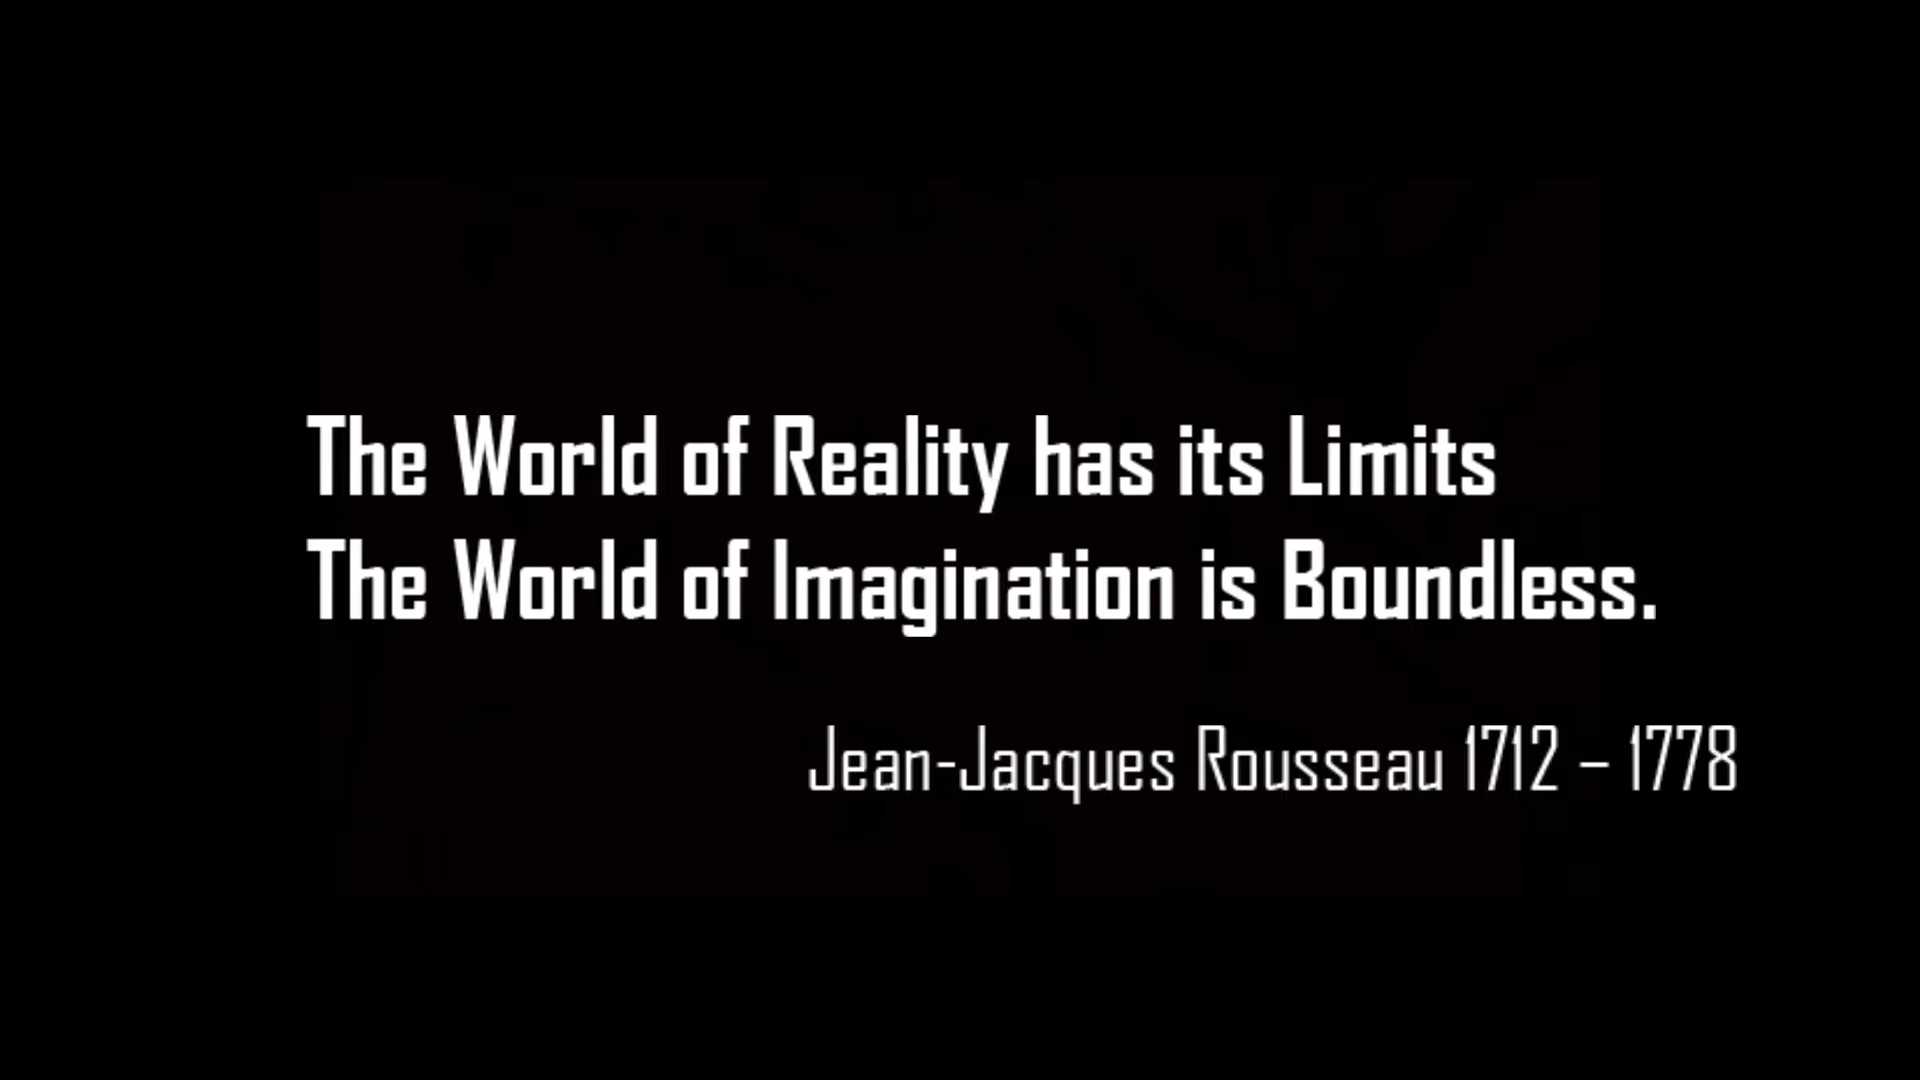 The World of Reality has its Limits
The World of Imagination is Boundless.
Jean-Jacques Rousseau 1712 – 1778